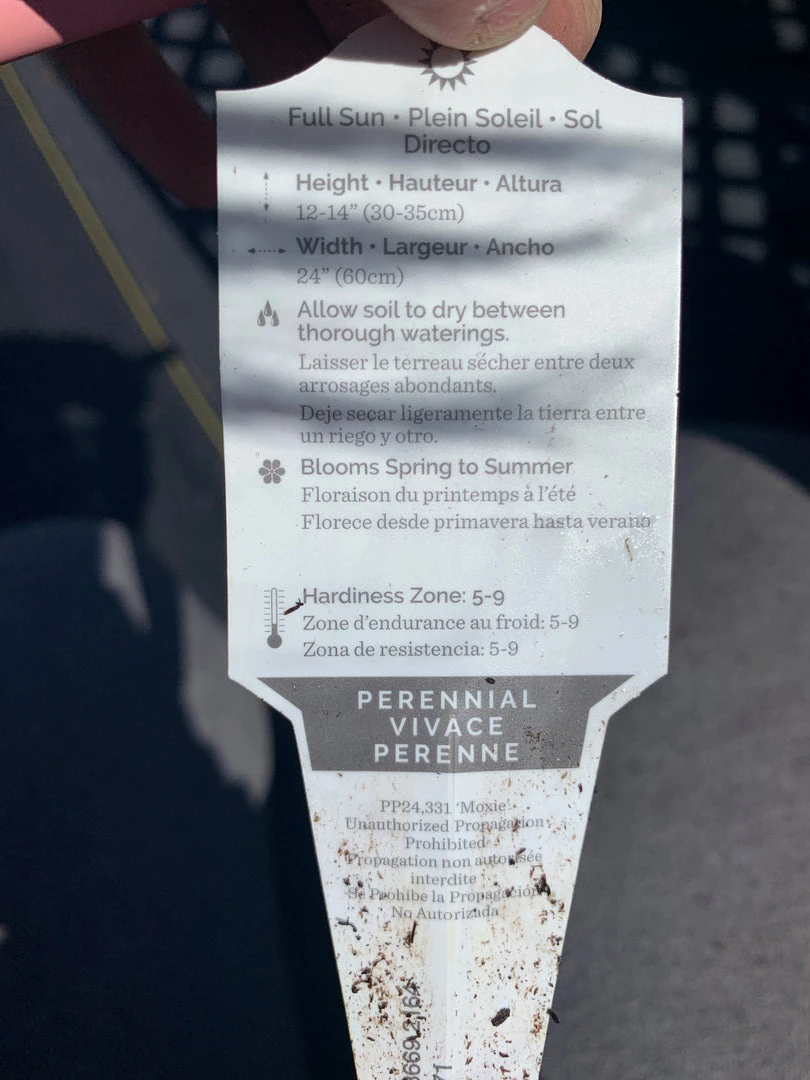 Full Sun • Plein Soleil • Sol
Directo
Height • Hauteur • Altura
12-14” (30-35cm)
Width • Largeur • Ancho
24” (60cm)
Allow soil to dry between
thorough waterings.
Laisser le terreau sécher entre deux
arrosages abondants.
Deje secar ligeramente la tierra entre
un riego y otro.
Blooms Spring to Summer
Floraison du printemps à l’été
Florece desde primavera hasta verano
Hardiness Zone: 5-9
Zone d’endurance au froid: 5-9
Zona de resistencia: 5-9
PERENNIAL
VIVACE
PERENNE
PP24,331 ‘Moxie’
Unauthorized Propagation
Prohibited
Propagation non autorisée
interdite
Se Prohibe la Propagación
No Autorizada